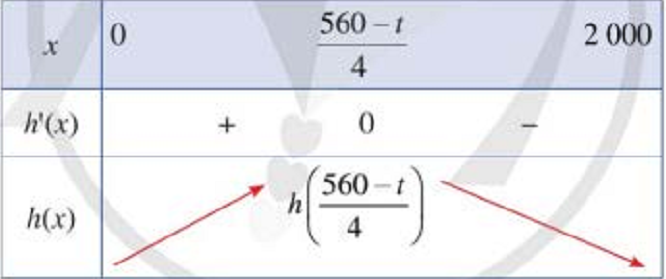 x 0 (560 – t)/4 2 000
h'(x) + 0 –
h(x) h((560 – t)/4)